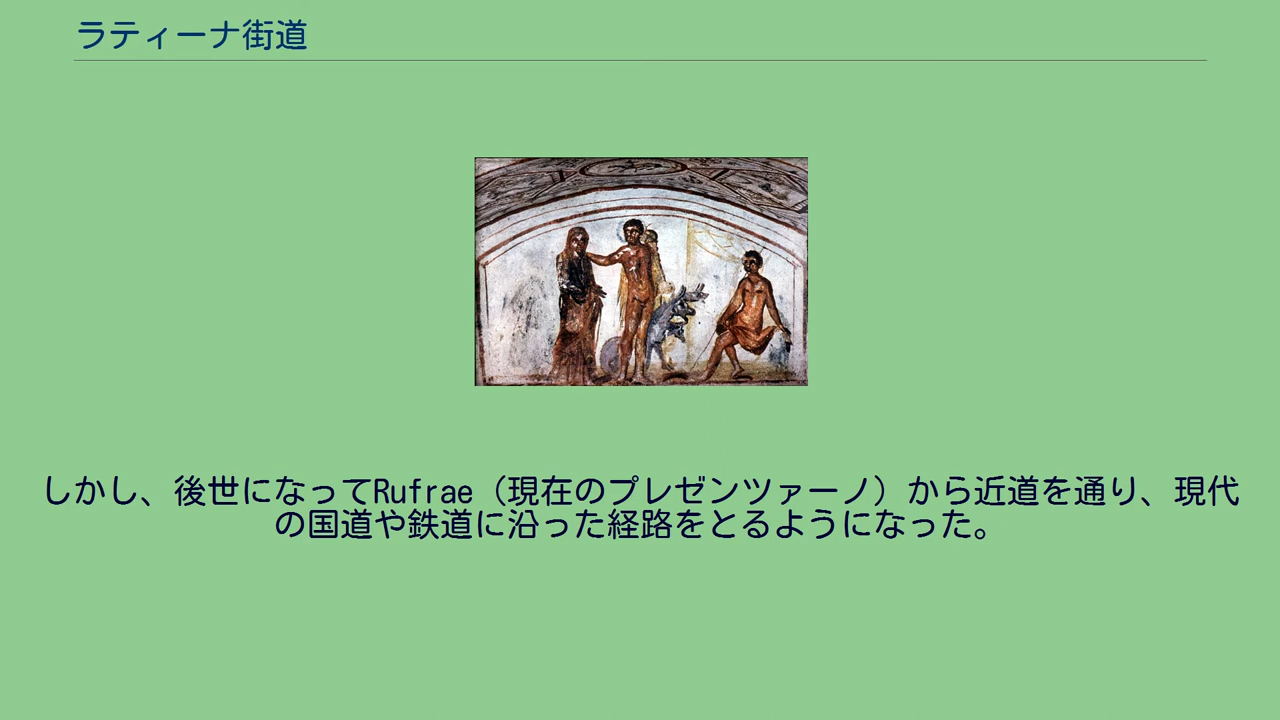 ラティーナ街道
しかし、後世になってRufrae（現在のプレゼンツァーノ）から近道を通り、現代
の国道や鉄道に沿った経路をとるようになった。